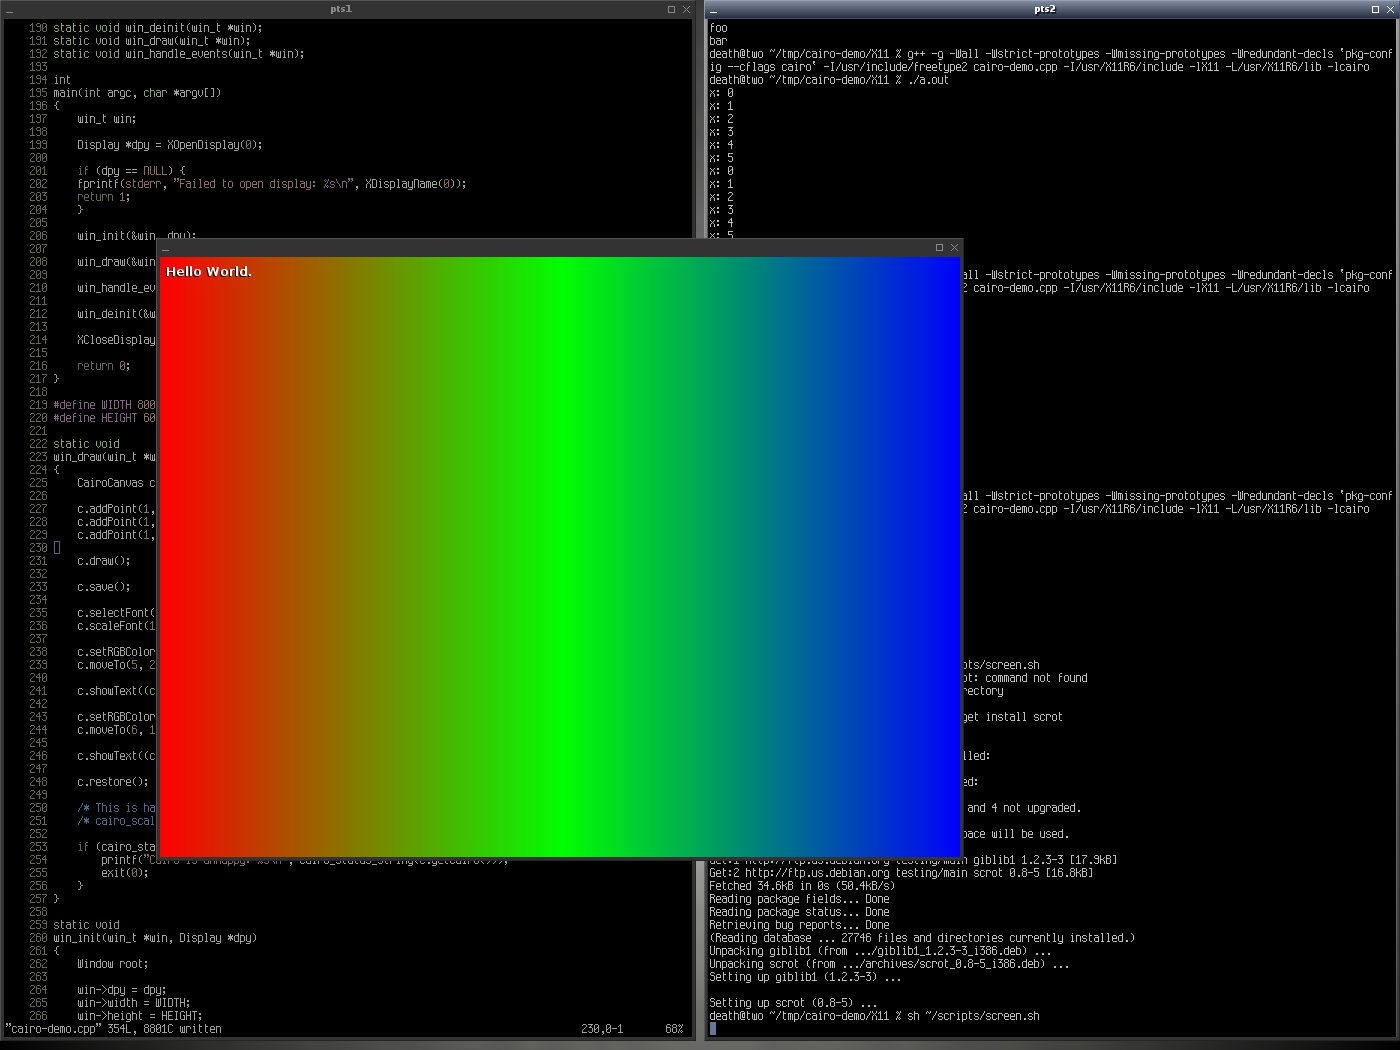 pts1
190 static void win_deinit(win_t *win);
191 static void win_draw(win_t *win);
192 static void win_handle_events(win_t *win);
193
194 int
195 main(int argc, char *argv[])
196 {
197     win_t win;
198
199     Display *dpy = XOpenDisplay(0);
200
201     if (dpy == NULL) {
202     fprintf(stderr, "Failed to open display: %s\n", XDisplayName(0));
203     return 1;
204     }
205
206     win_init(&win, dpy);
207
208     win_draw(&win
209
210     win_handle_ev
211
212     win_deinit(&w
213
214     XCloseDisplay
215
216     return 0;
217 }
218
219 #define WIDTH 800
220 #define HEIGHT 60
221
222 static void
223 win_draw(win_t *w
224 {
225     CairoCanvas c
226
227     c.addPoint(1,
228     c.addPoint(1,
229     c.addPoint(1,
230
231     c.draw();
232
233     c.save();
234
235     c.selectFont(
236     c.scaleFont(1
237
238     c.setRGBColor
239     c.moveTo(5, 2
240
241     c.showText((c
242
243     c.setRGBColor
244     c.moveTo(6, 1
245
246     c.showText((c
247
248     c.restore();
249
250     /* This is ha
251     /* cairo_scal
252
253     if (cairo_sta
254         printf("Cairo is unhappy: %s\n", cairo_status_string(c.getCairo()));
255         exit(0);
256     }
257 }
258
259 static void
260 win_init(win_t *win, Display *dpy)
261 {
262     Window root;
263
264     win->dpy = dpy;
265     win->width = WIDTH;
266     win->height = HEIGHT;
"cairo-demo.cpp" 354L, 8801C written 230,0-1 68%
Hello World.
pts2
foo
bar
death@two ~/tmp/cairo-demo/X11 % g++ -g -Wall -Wstrict-prototypes -Wmissing-prototypes -Wredundant-decls `pkg-conf
ig --cflags cairo` -I/usr/include/freetype2 cairo-demo.cpp -I/usr/X11R6/include -lX11 -L/usr/X11R6/lib -lcairo
death@two ~/tmp/cairo-demo/X11 % ./a.out
x: 0
x: 1
x: 2
x: 3
x: 4
x: 5
x: 0
x: 1
x: 2
x: 3
x: 4
x: 5
all -Wstrict-prototypes -Wmissing-prototypes -Wredundant-decls `pkg-conf
2 cairo-demo.cpp -I/usr/X11R6/include -lX11 -L/usr/X11R6/lib -lcairo
all -Wstrict-prototypes -Wmissing-prototypes -Wredundant-decls `pkg-conf
2 cairo-demo.cpp -I/usr/X11R6/include -lX11 -L/usr/X11R6/lib -lcairo
pts/screen.sh
ot: command not found
rectory
get install scrot
lled:
ed:
and 4 not upgraded.
pace will be used.
Get:1 http://ftp.us.debian.org testing/main giblib1 1.2.3-3 [17.9kB]
Get:2 http://ftp.us.debian.org testing/main scrot 0.8-5 [16.8kB]
Fetched 34.6kB in 0s (50.4kB/s)
Reading package fields... Done
Reading package status... Done
Retrieving bug reports... Done
(Reading database ... 27746 files and directories currently installed.)
Unpacking giblib1 (from .../giblib1_1.2.3-3_i386.deb) ...
Unpacking scrot (from .../archives/scrot_0.8-5_i386.deb) ...
Setting up giblib1 (1.2.3-3) ...
Setting up scrot (0.8-5) ...
death@two ~/tmp/cairo-demo/X11 % sh ~/scripts/screen.sh